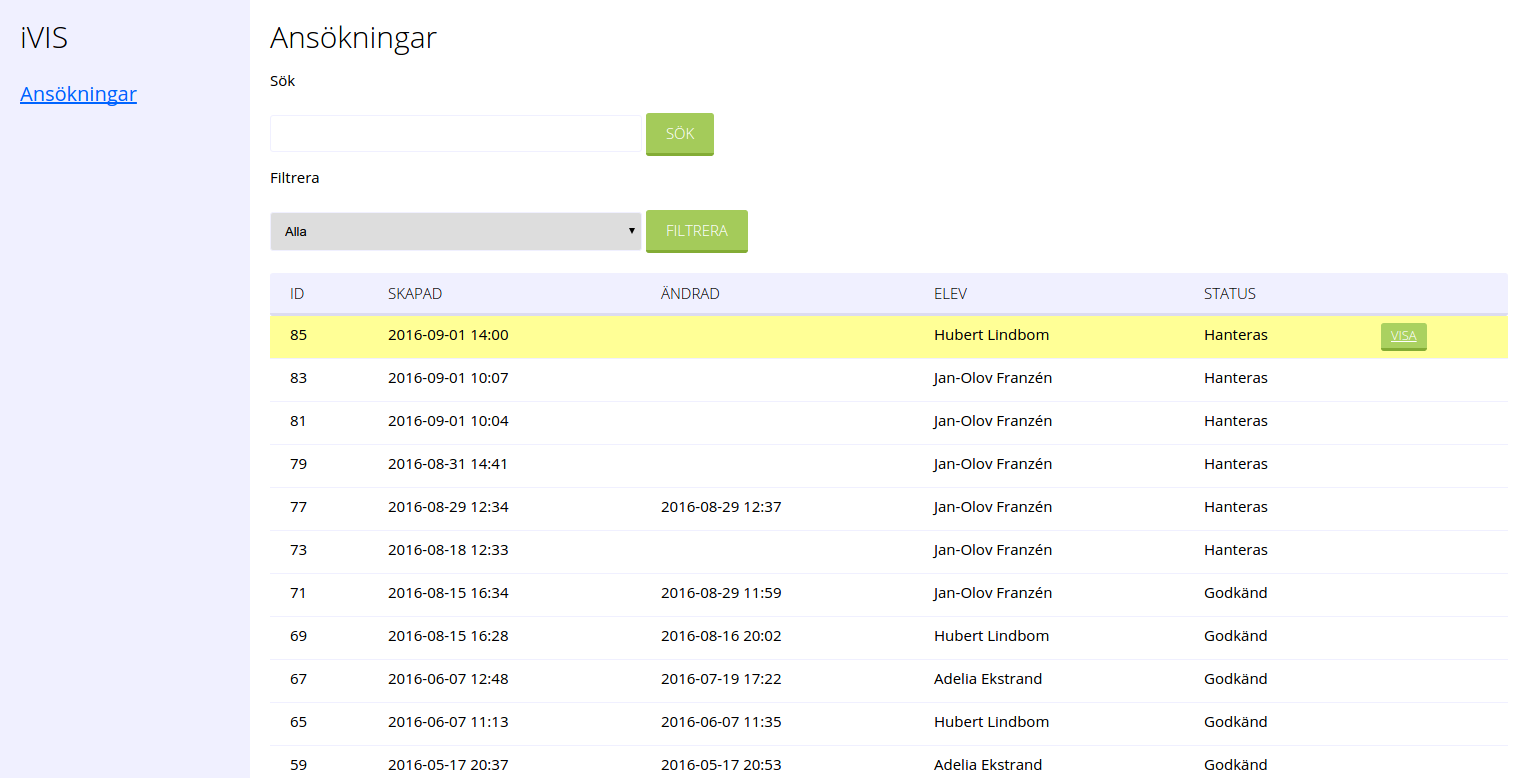 iVIS
Ansökningar
Ansökningar
Sök
SÖK
Filtrera
Alla FILTRERA
ID SKAPAD ÄNDRAD ELEV STATUS
85 2016-09-01 14:00 Hubert Lindbom Hanteras VISA
83 2016-09-01 10:07 Jan-Olov Franzén Hanteras
81 2016-09-01 10:04 Jan-Olov Franzén Hanteras
79 2016-08-31 14:41 Jan-Olov Franzén Hanteras
77 2016-08-29 12:34 2016-08-29 12:37 Jan-Olov Franzén Hanteras
73 2016-08-18 12:33 Jan-Olov Franzén Hanteras
71 2016-08-15 16:34 2016-08-29 11:59 Jan-Olov Franzén Godkänd
69 2016-08-15 16:28 2016-08-16 20:02 Hubert Lindbom Godkänd
67 2016-06-07 12:48 2016-07-19 17:22 Adelia Ekstrand Godkänd
65 2016-06-07 11:13 2016-06-07 11:35 Hubert Lindbom Godkänd
59 2016-05-17 20:37 2016-05-17 20:53 Adelia Ekstrand Godkänd